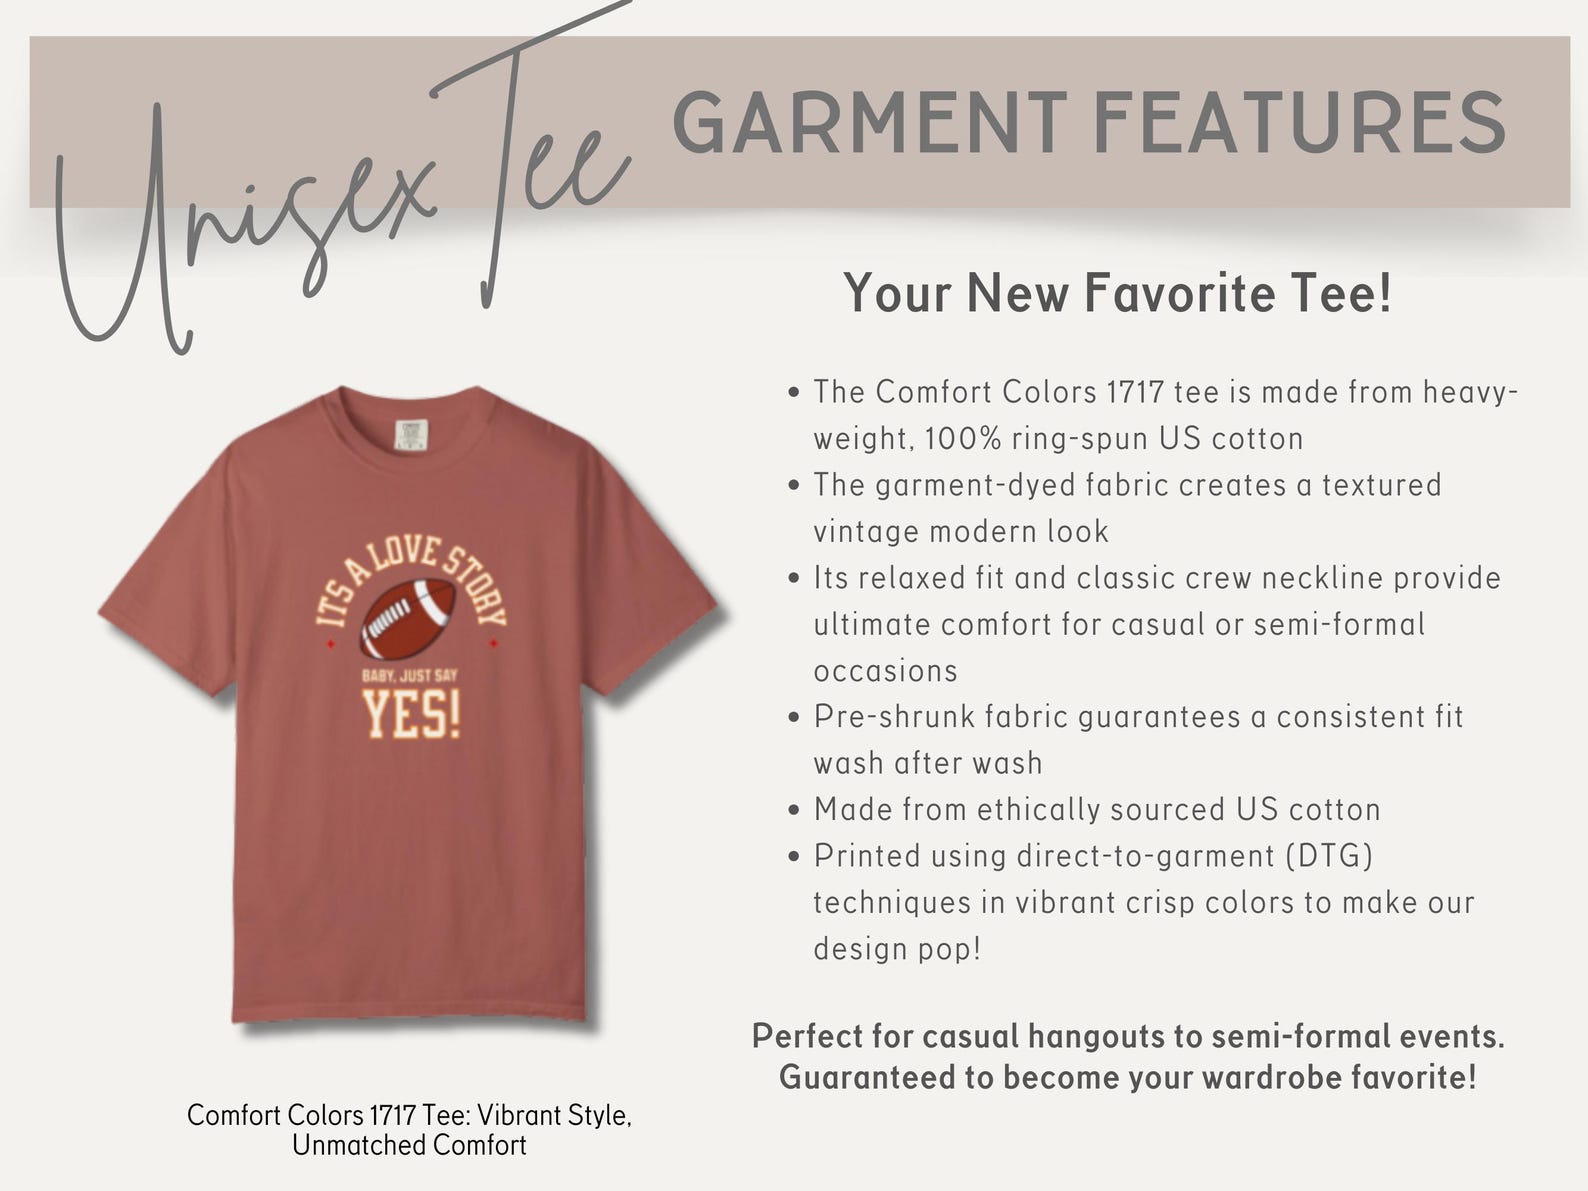 Unisex Tee
GARMENT FEATURES
Your New Favorite Tee!
• The Comfort Colors 1717 tee is made from heavy-
weight, 100% ring-spun US cotton
• The garment-dyed fabric creates a textured
vintage modern look
• Its relaxed fit and classic crew neckline provide
ultimate comfort for casual or semi-formal
occasions
• Pre-shrunk fabric guarantees a consistent fit
wash after wash
• Made from ethically sourced US cotton
• Printed using direct-to-garment (DTG)
techniques in vibrant crisp colors to make our
design pop!
Perfect for casual hangouts to semi-formal events.
Guaranteed to become your wardrobe favorite!
ITS A LOVE STORY
BABY, JUST SAY
YES!
Comfort Colors 1717 Tee: Vibrant Style,
Unmatched Comfort